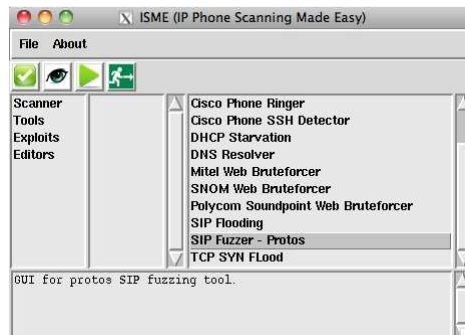 ISME (IP Phone Scanning Made Easy)
File About
Scanner
Tools
Exploits
Editors
Cisco Phone Ringer
Cisco Phone SSH Detector
DHCP Starvation
DNS Resolver
Mitel Web Bruteforcer
SNOM Web Bruteforcer
Polycom Soundpoint Web Bruteforcer
SIP Flooding
SIP Fuzzer - Protos
TCP SYN FLood
GUI for protos SIP fuzzing tool.